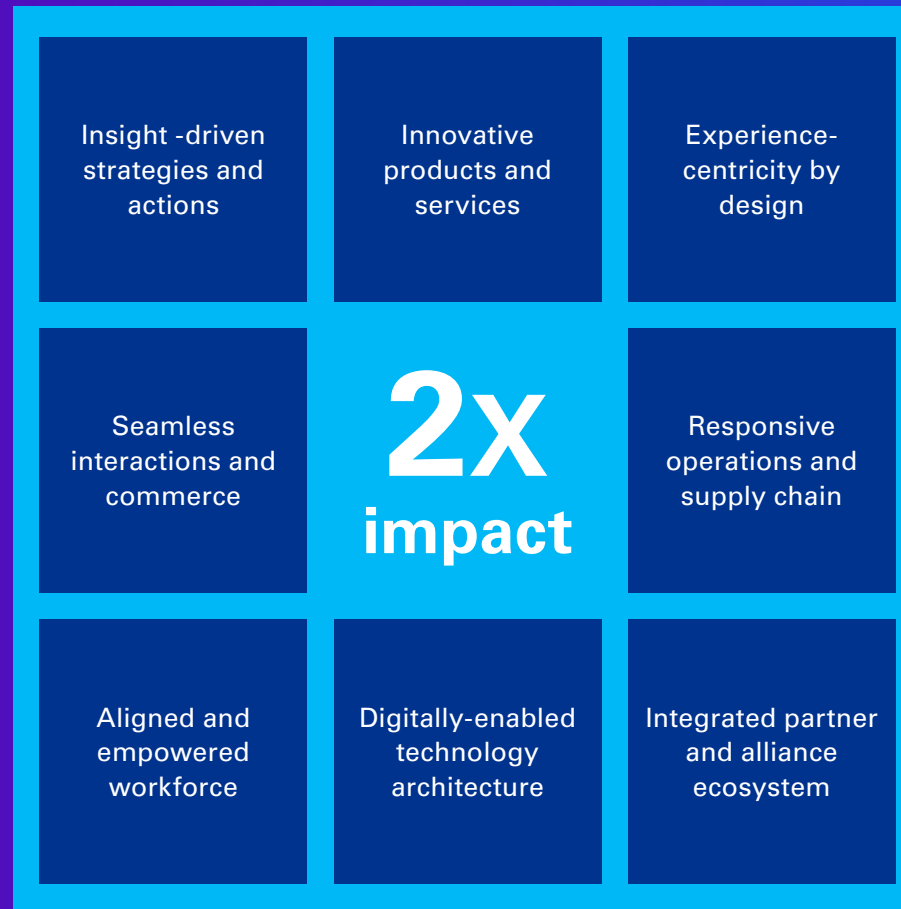 Insight -driven
strategies and
actions
Innovative
products and
services
Experience-
centricity by
design
Seamless
interactions and
commerce
2x
impact
Responsive
operations and
supply chain
Aligned and
empowered
workforce
Digitally-enabled
technology
architecture
Integrated partner
and alliance
ecosystem